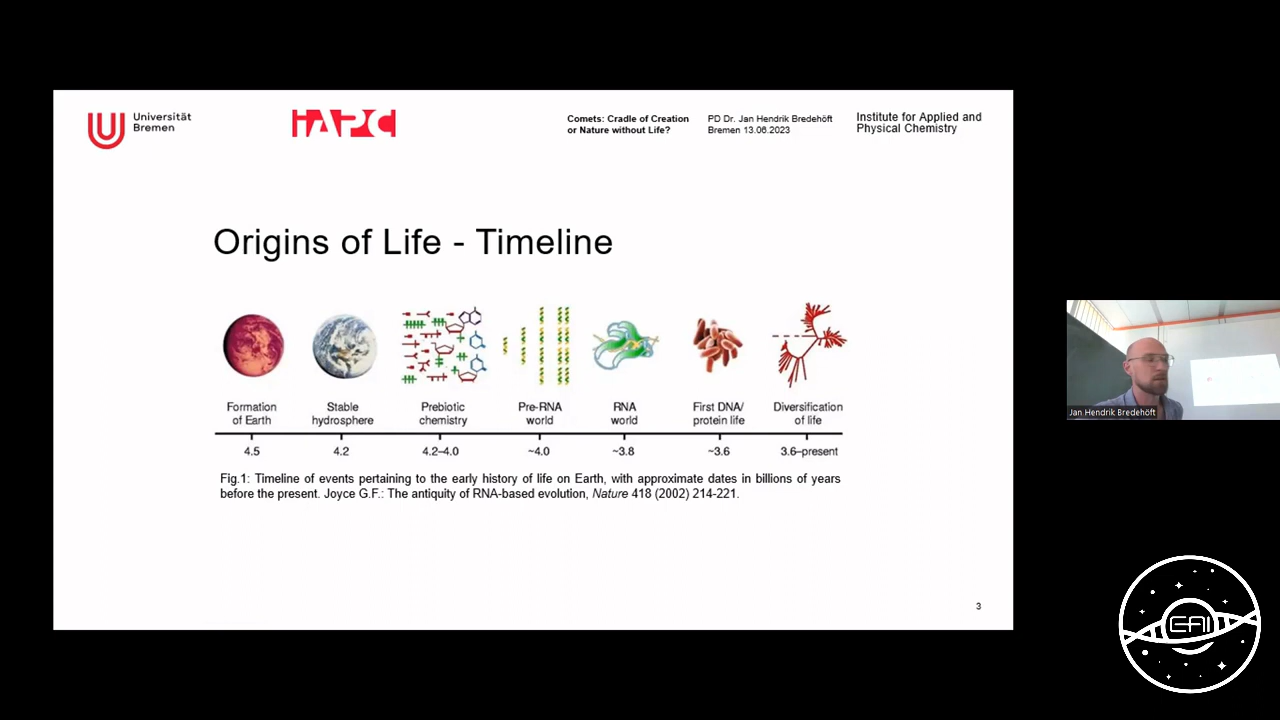 Universität
Bremen
iAPC
Comets: Cradle of Creation
or Nature without Life?
PD Dr. Jan Hendrik Bredehöft
Bremen 13.06.2023
Institute for Applied and
Physical Chemistry
Origins of Life - Timeline
Formation
of Earth
Stable
hydrosphere
Prebiotic
chemistry
Pre-RNA
world
RNA
world
First DNA/
protein life
Diversification
of life
4.5
4.2
4.2–4.0
~4.0
~3.8
~3.6
3.6–present
Fig.1: Timeline of events pertaining to the early history of life on Earth, with approximate dates in billions of years
before the present. Joyce G.F.: The antiquity of RNA-based evolution, Nature 418 (2002) 214-221.
3
Jan Hendrik Bredehöft
EAI